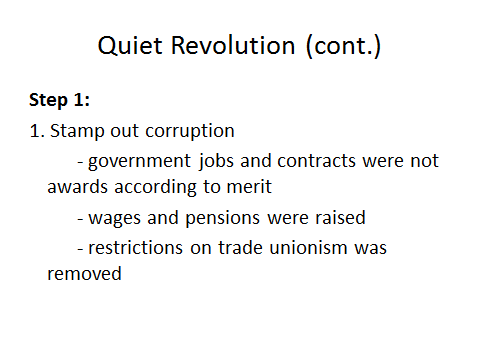 Quiet Revolution (cont.)
Step 1:
1. Stamp out corruption
- government jobs and contracts were not
awards according to merit
- wages and pensions were raised
- restrictions on trade unionism was
removed